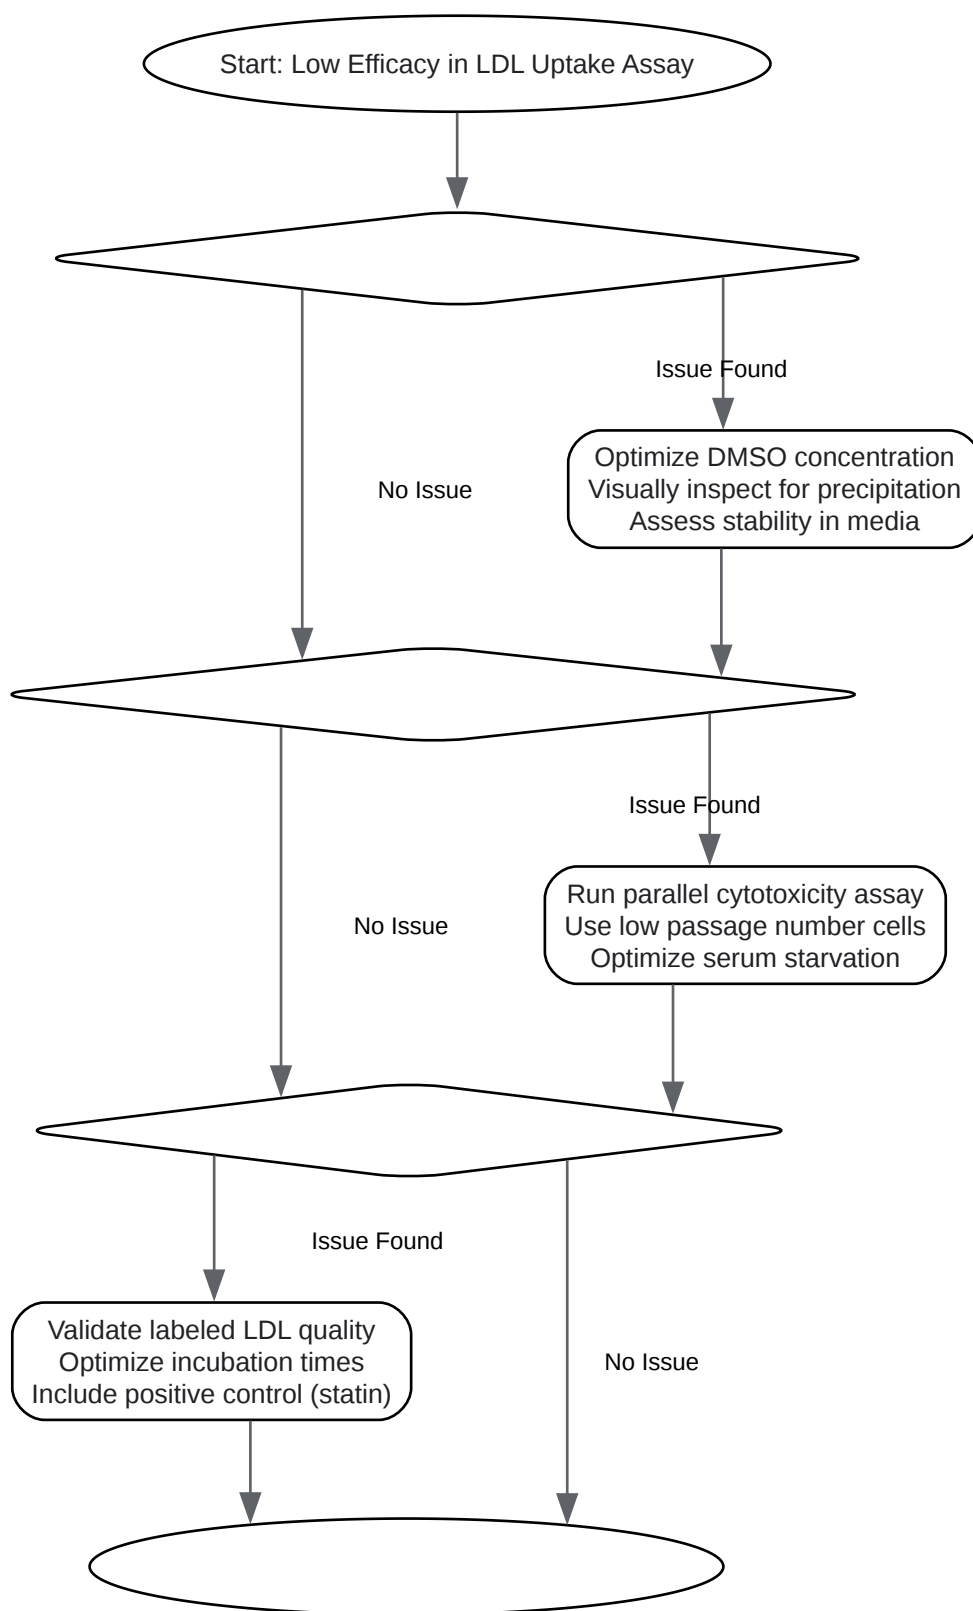 Start: Low Efficacy in LDL Uptake Assay
Issue Found
Optimize DMSO concentration
Visually inspect for precipitation
Assess stability in media
No Issue
Issue Found
Run parallel cytotoxicity assay
Use low passage number cells
Optimize serum starvation
No Issue
Issue Found
Validate labeled LDL quality
Optimize incubation times
Include positive control (statin)
No Issue